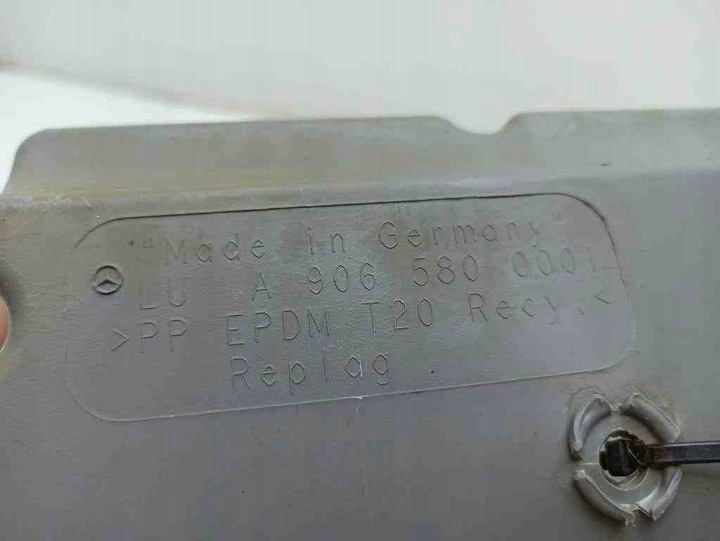 "Made in Germany"
LU A 906 580 0001
>PP EPDM T20 Recy.<
Replag